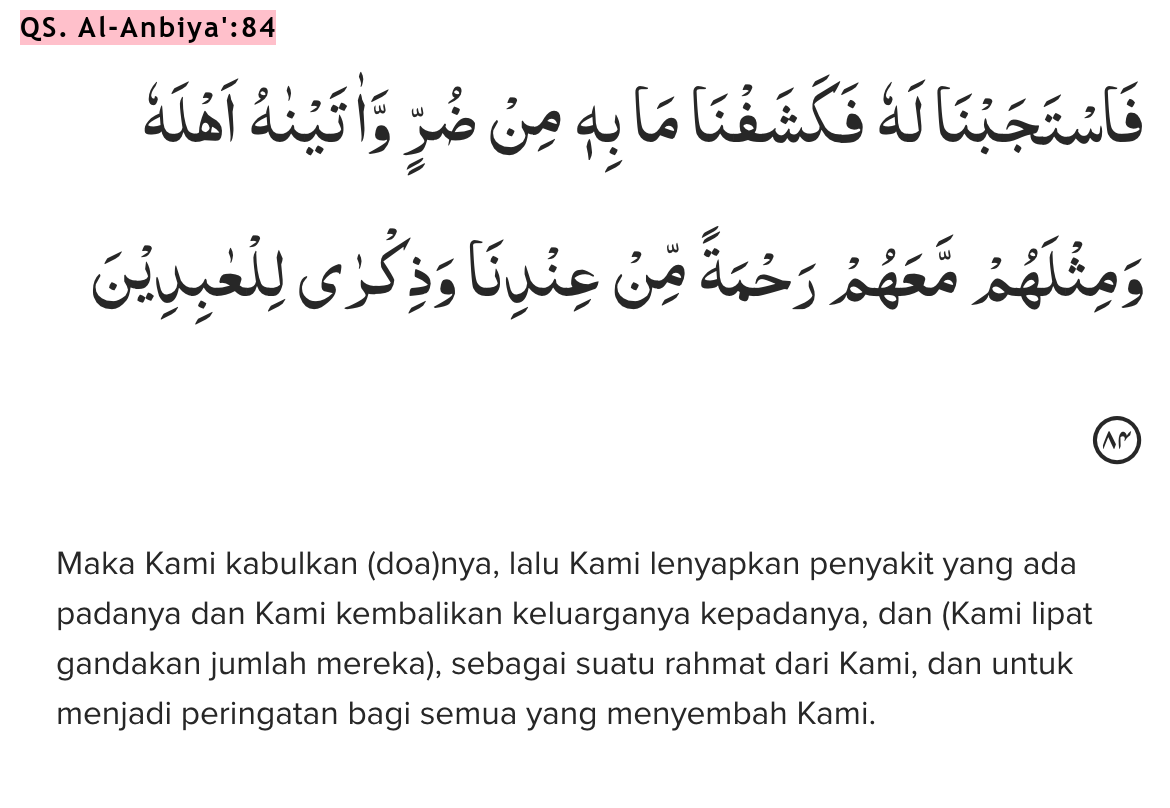 QS. Al-Anbiya':84
فَاسْتَجَبْنَا لَهٗ فَكَشَفْنَا مَا بِهٖ مِنْ ضُرٍّ وَّاٰتَيْنٰهُ اَهْلَهٗ
وَمِثْلَهُمْ مَّعَهُمْ رَحْمَةً مِّنْ عِنْدِنَا وَذِكْرٰى لِلْعٰبِدِيْنَ
۸۴
Maka Kami kabulkan (doa)nya, lalu Kami lenyapkan penyakit yang ada
padanya dan Kami kembalikan keluarganya kepadanya, dan (Kami lipat
gandakan jumlah mereka), sebagai suatu rahmat dari Kami, dan untuk
menjadi peringatan bagi semua yang menyembah Kami.